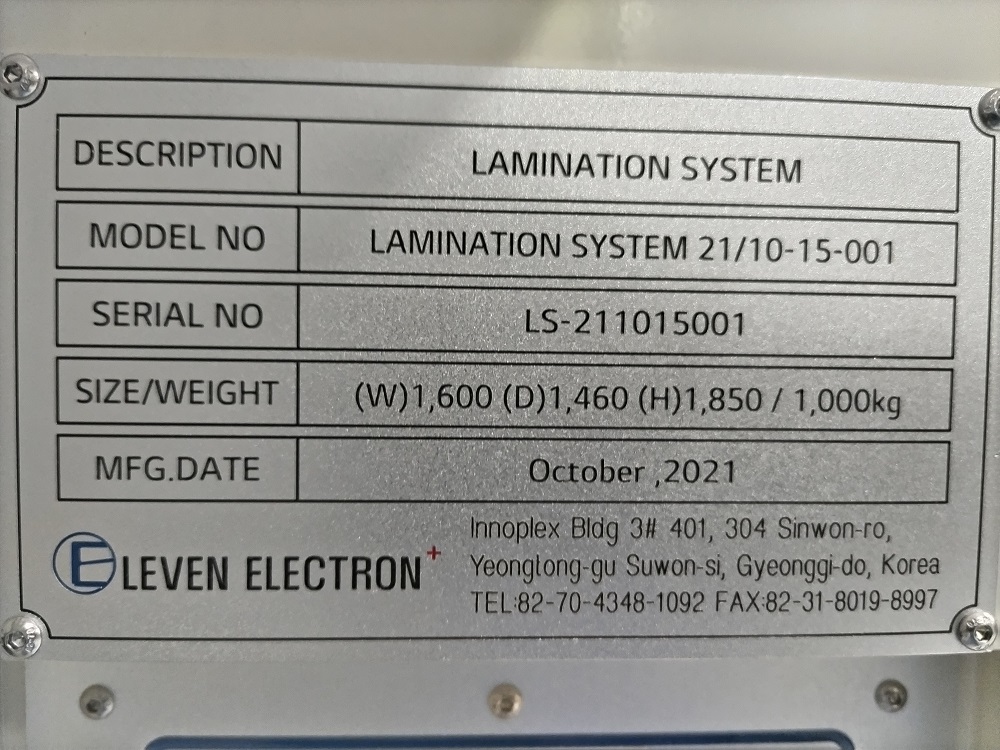 DESCRIPTION LAMINATION SYSTEM
MODEL NO LAMINATION SYSTEM 21/10-15-001
SERIAL NO LS-211015001
SIZE/WEIGHT (W)1,600 (D)1,460 (H)1,850 / 1,000kg
MFG.DATE October ,2021
ELEVEN ELECTRON+
Innoplex Bldg 3# 401, 304 Sinwon-ro,
Yeongtong-gu Suwon-si, Gyeonggi-do, Korea
TEL:82-70-4348-1092 FAX:82-31-8019-8997